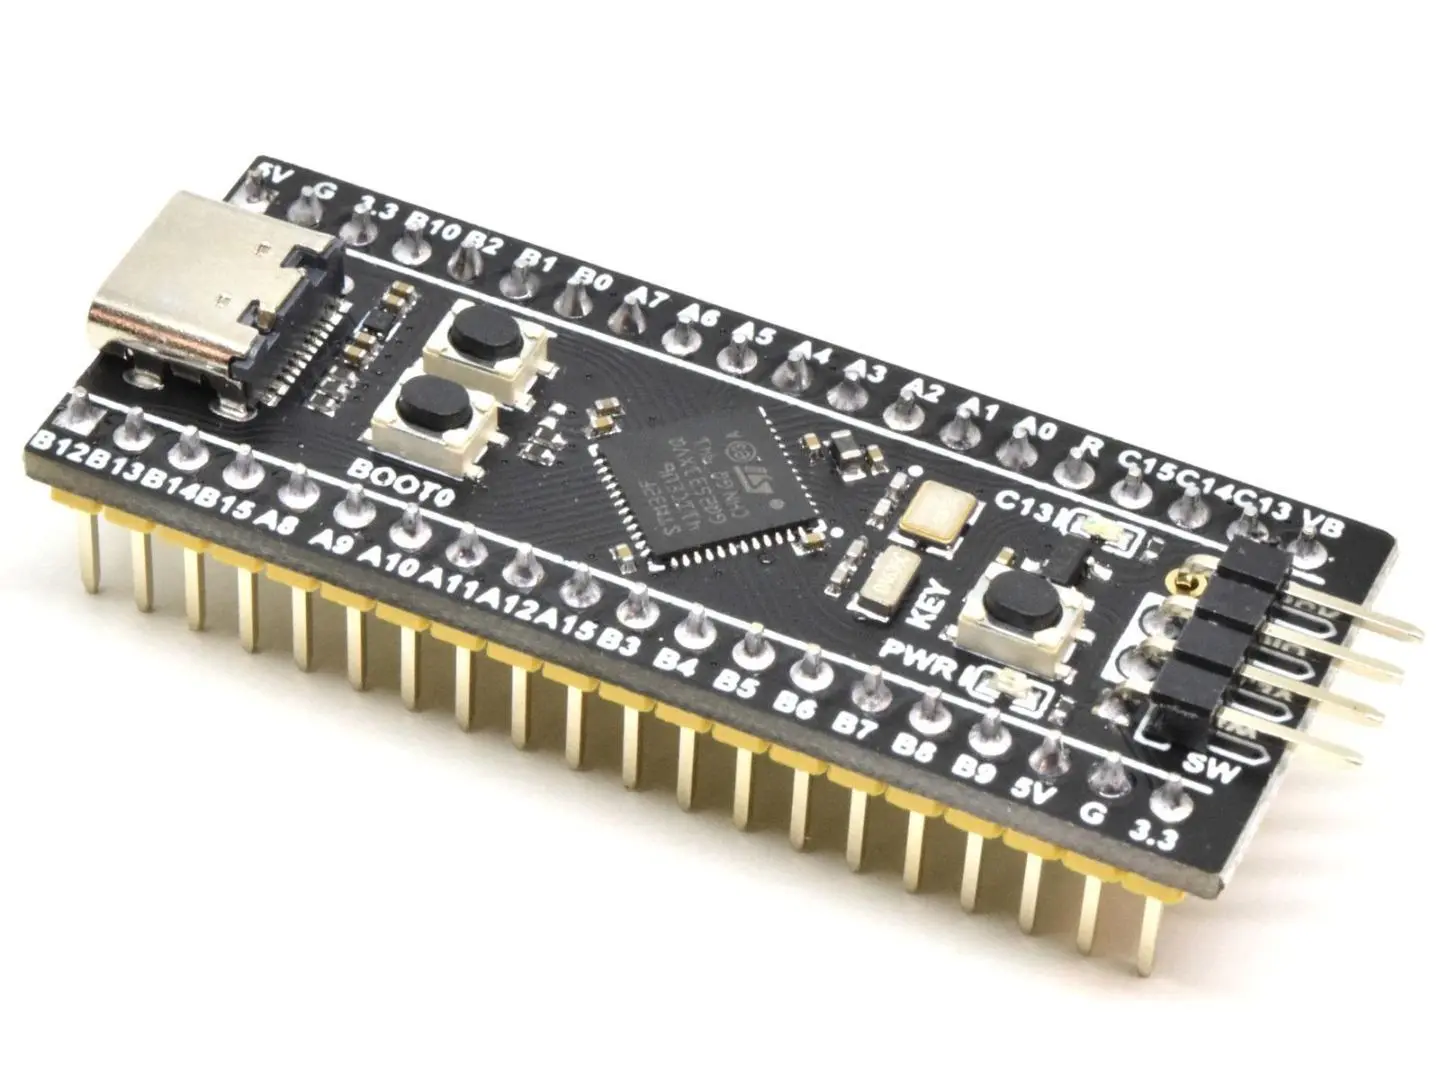 5V G 3.3 B10 B2 B1 B0 A7 A6 A5 A4 A3 A2 A1 A0 R C15 C14 C13 VB
BOOT0
STM32F
411CEU6
C13
KEY
PWR
SW
B12 B13 B14 B15 A8 A9 A10 A11 A12 A15 B3 B4 B5 B6 B7 B8 B9 5V G 3.3